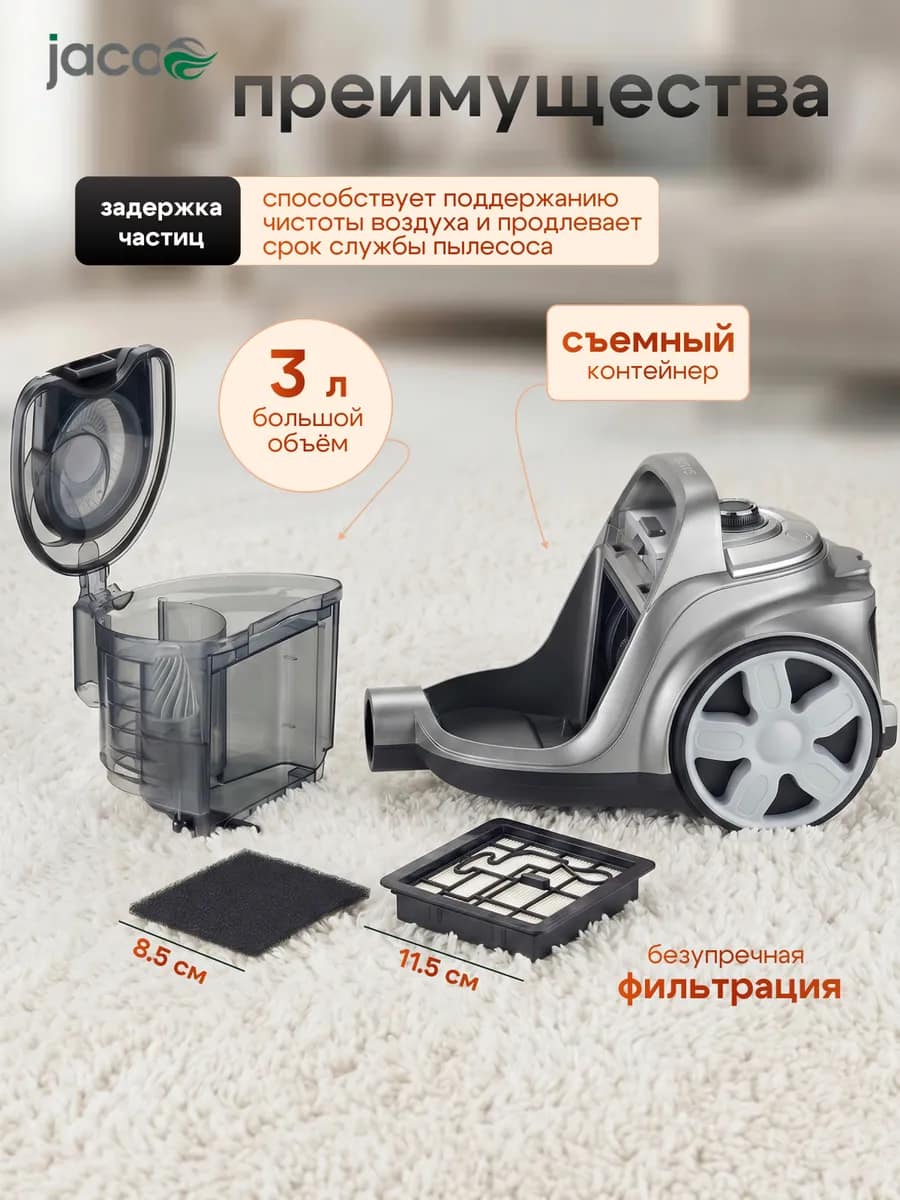 jacoo
преимущества
задержка
частиц
способствует поддержанию
чистоты воздуха и продлевает
срок службы пылесоса
3 л
большой
объём
съемный
контейнер
8.5 см
11.5 см
безупречная
фильтрация